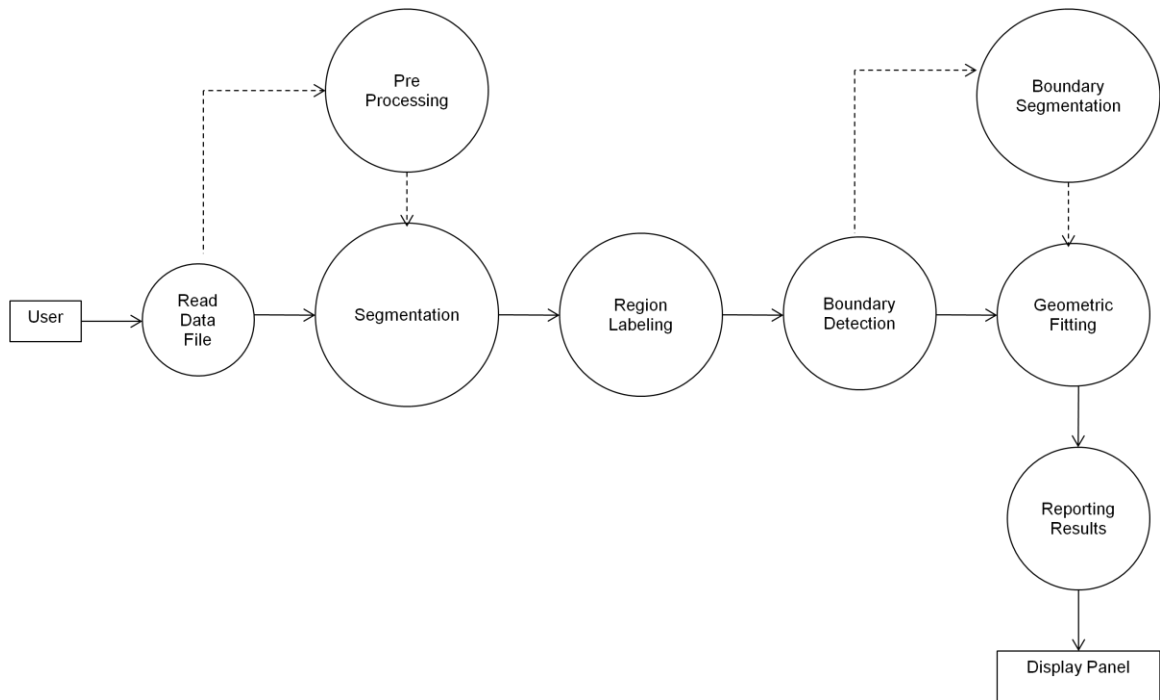 Pre
Processing
Boundary
Segmentation
User
Read
Data
File
Segmentation
Region
Labeling
Boundary
Detection
Geometric
Fitting
Reporting
Results
Display Panel